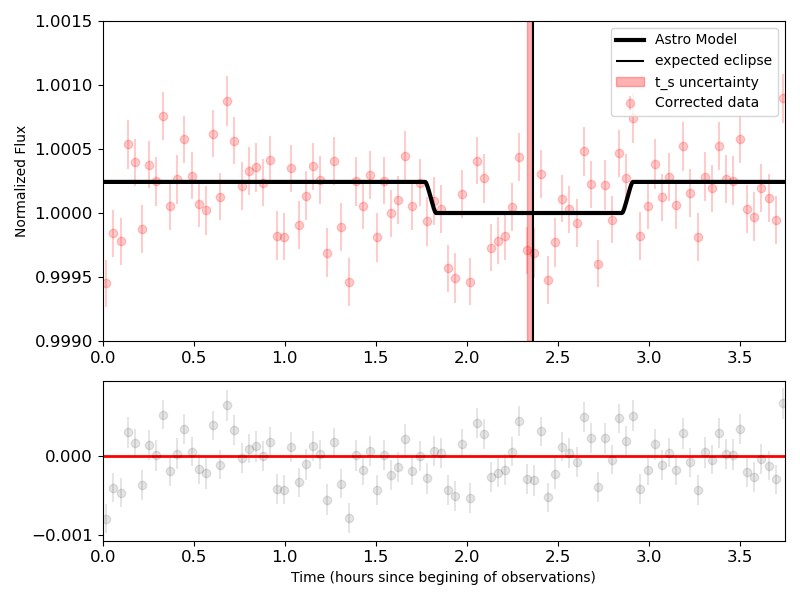 1.0015
1.0010
1.0005
1.0000
0.9995
0.9990
Normalized Flux
Astro Model
expected eclipse
t_s uncertainty
Corrected data
0.0 0.5 1.0 1.5 2.0 2.5 3.0 3.5
0.000
−0.001
0.0 0.5 1.0 1.5 2.0 2.5 3.0 3.5
Time (hours since begining of observations)